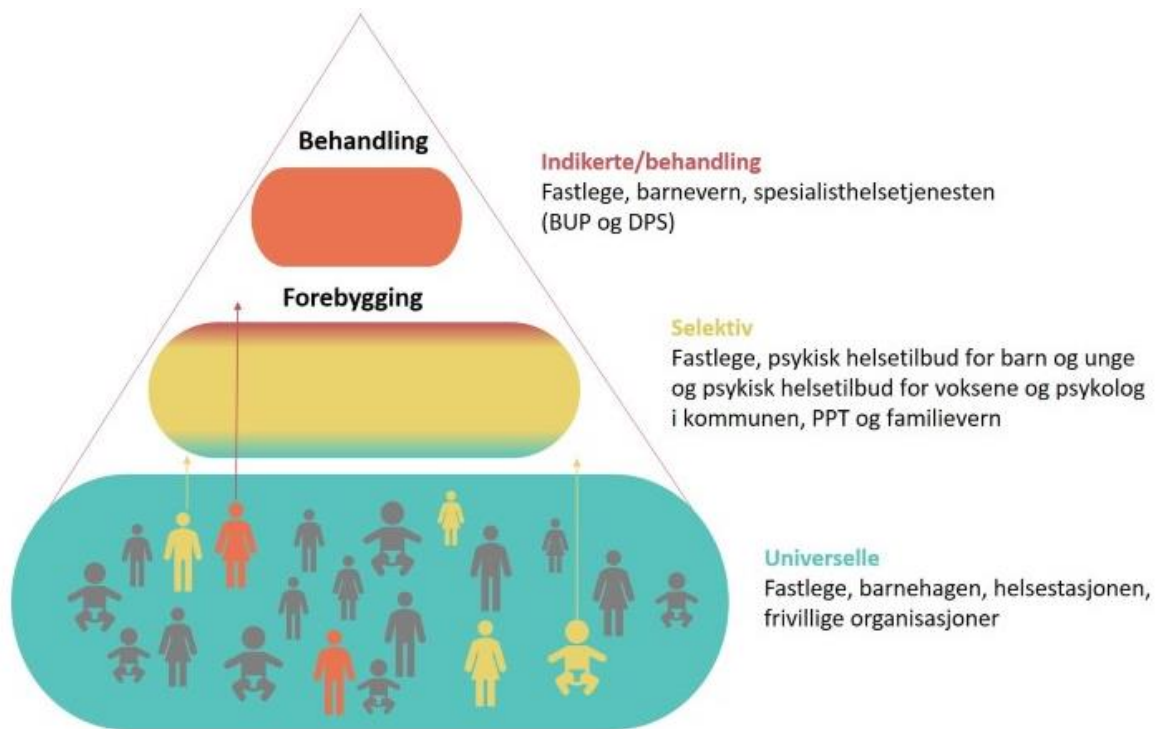 Behandling
Indikerte/behandling
Fastlege, barnevern, spesialisthelsetjenesten
(BUP og DPS)
Forebygging
Selektiv
Fastlege, psykisk helsetilbud for barn og unge
og psykisk helsetilbud for voksene og psykolog
i kommunen, PPT og familievern
Universelle
Fastlege, barnehagen, helsestasjonen,
frivillige organisasjoner